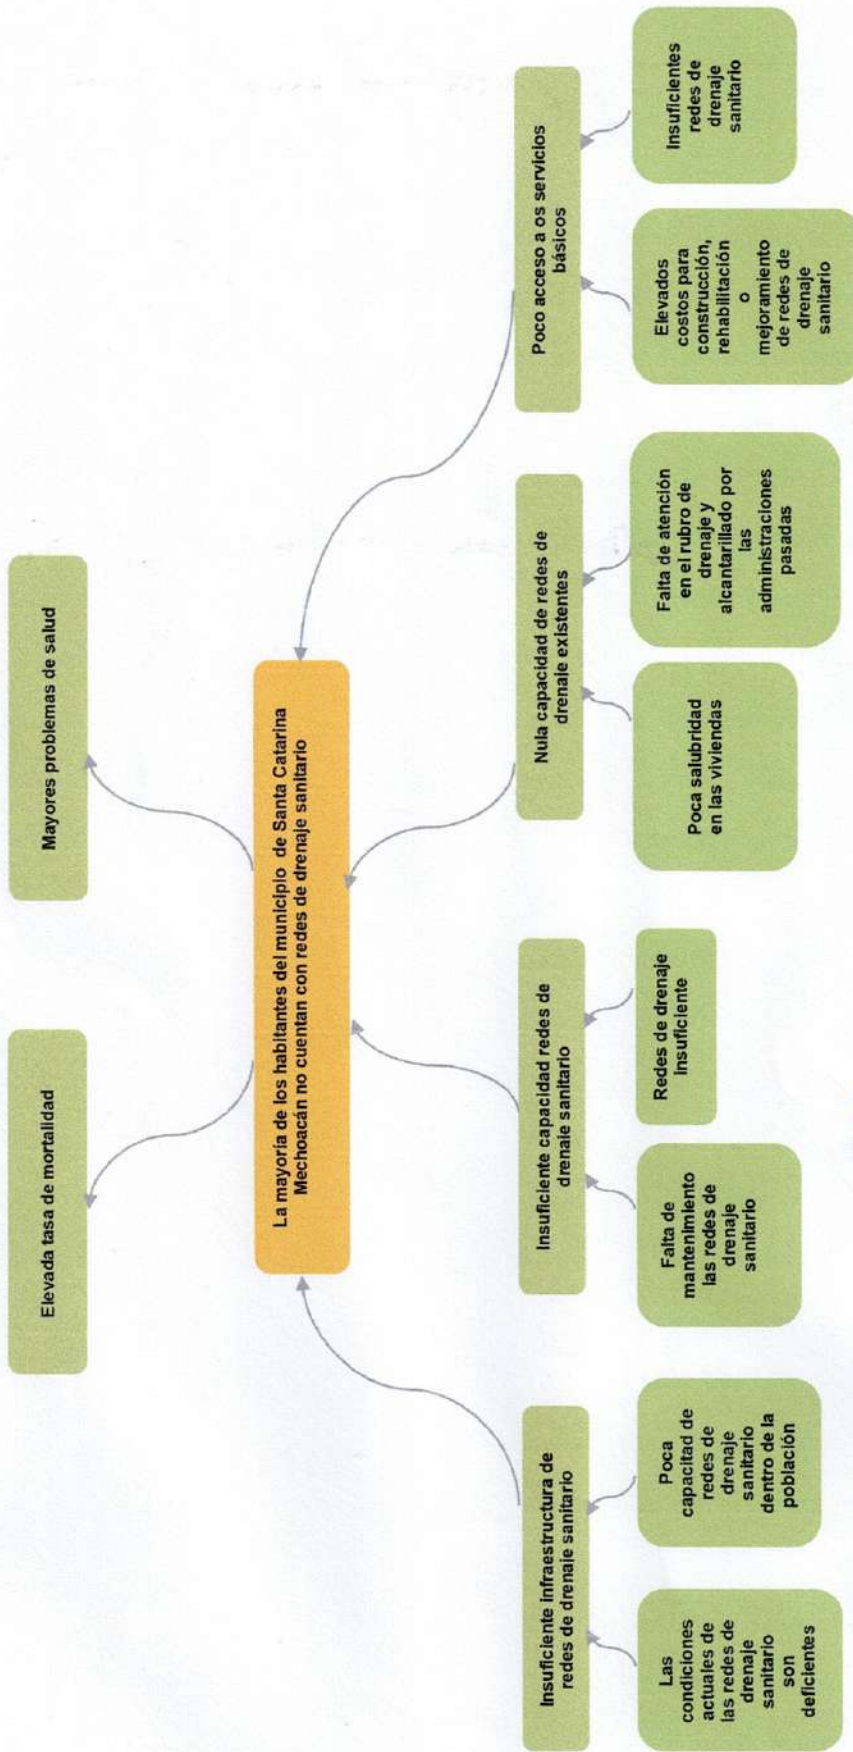 Elevada tasa de mortalidad
Mayores problemas de salud
La mayoría de los habitantes del municipio de Santa Catarina
Mechoacán no cuentan con redes de drenaje sanitario
Insuficiente infraestructura de
redes de drenaje sanitario
Insuficiente capacidad redes de
drenaje sanitario
Nula capacidad de redes de
drenaje existentes
Poco acceso a os servicios
básicos
Las
condiciones
actuales de
las redes de
drenaje
sanitario
son
deficientes
Poca
capacitad de
redes de
drenaje
sanitario
dentro de la
población
Falta de
mantenimiento
las redes de
drenaje
sanitario
Redes de drenaje
insuficiente
Poca salubridad
en las viviendas
Falta de atención
en el rubro de
drenaje y
alcantarillado por
las
administraciones
pasadas
Elevados
costos para
construcción,
rehabilitación
o
mejoramiento
de redes de
drenaje
sanitario
Insuficientes
redes de
drenaje
sanitario